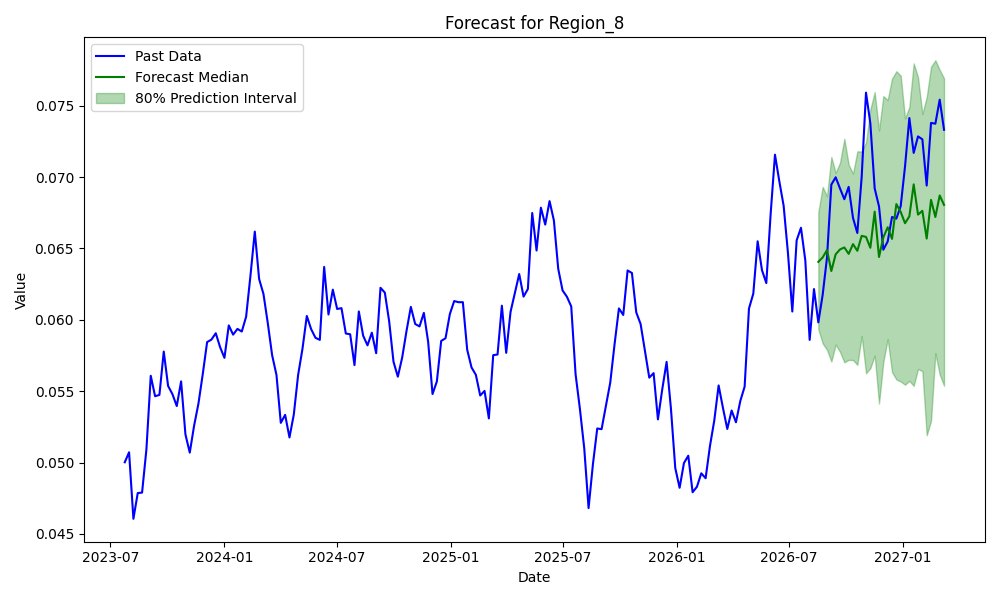 Forecast for Region_8
Past Data
Forecast Median
80% Prediction Interval
Value
0.075
0.070
0.065
0.060
0.055
0.050
0.045
2023-07
2024-01
2024-07
2025-01
2025-07
2026-01
2026-07
2027-01
Date